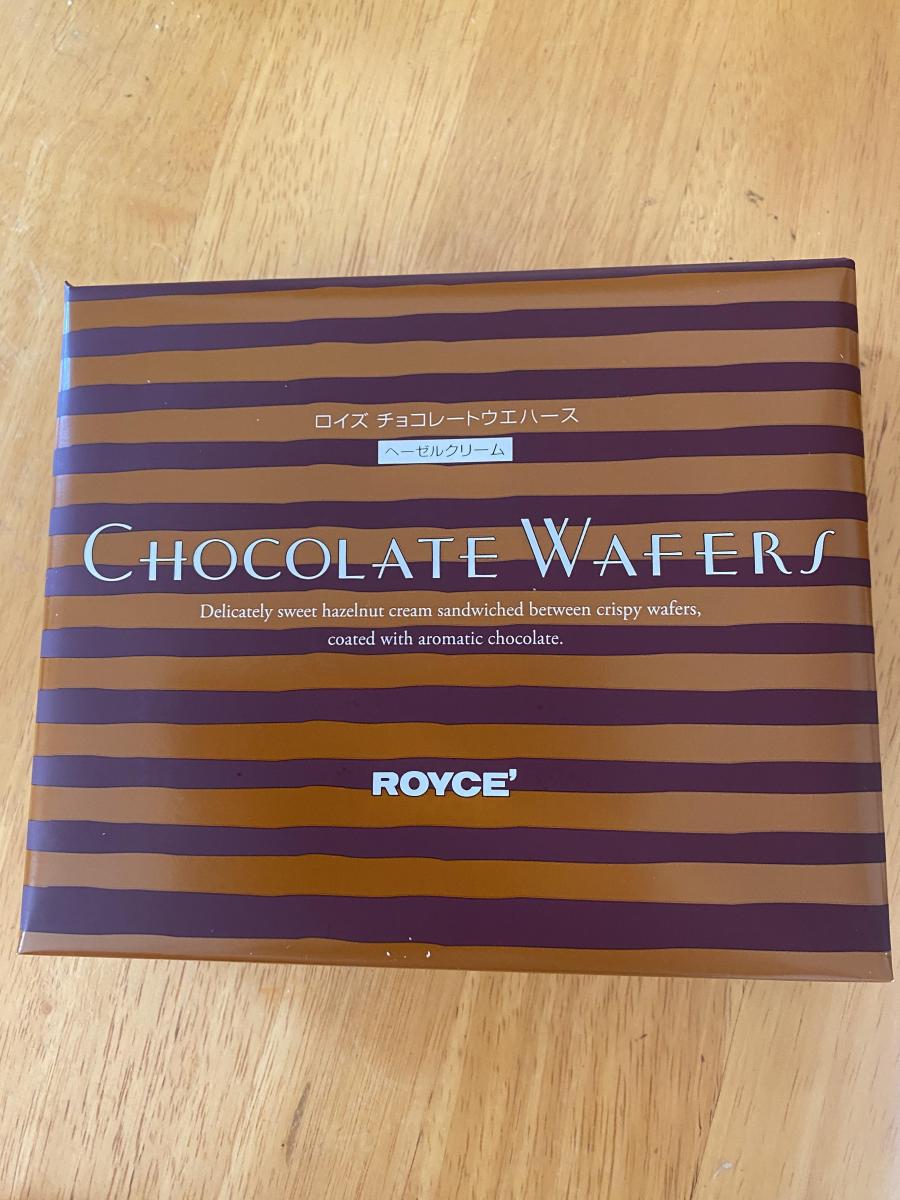 ロイズ チョコレートウエハース
ヘーゼルクリーム
CHOCOLATE WAFERS
Delicately sweet hazelnut cream sandwiched between crispy wafers,
coated with aromatic chocolate.
ROYCE'